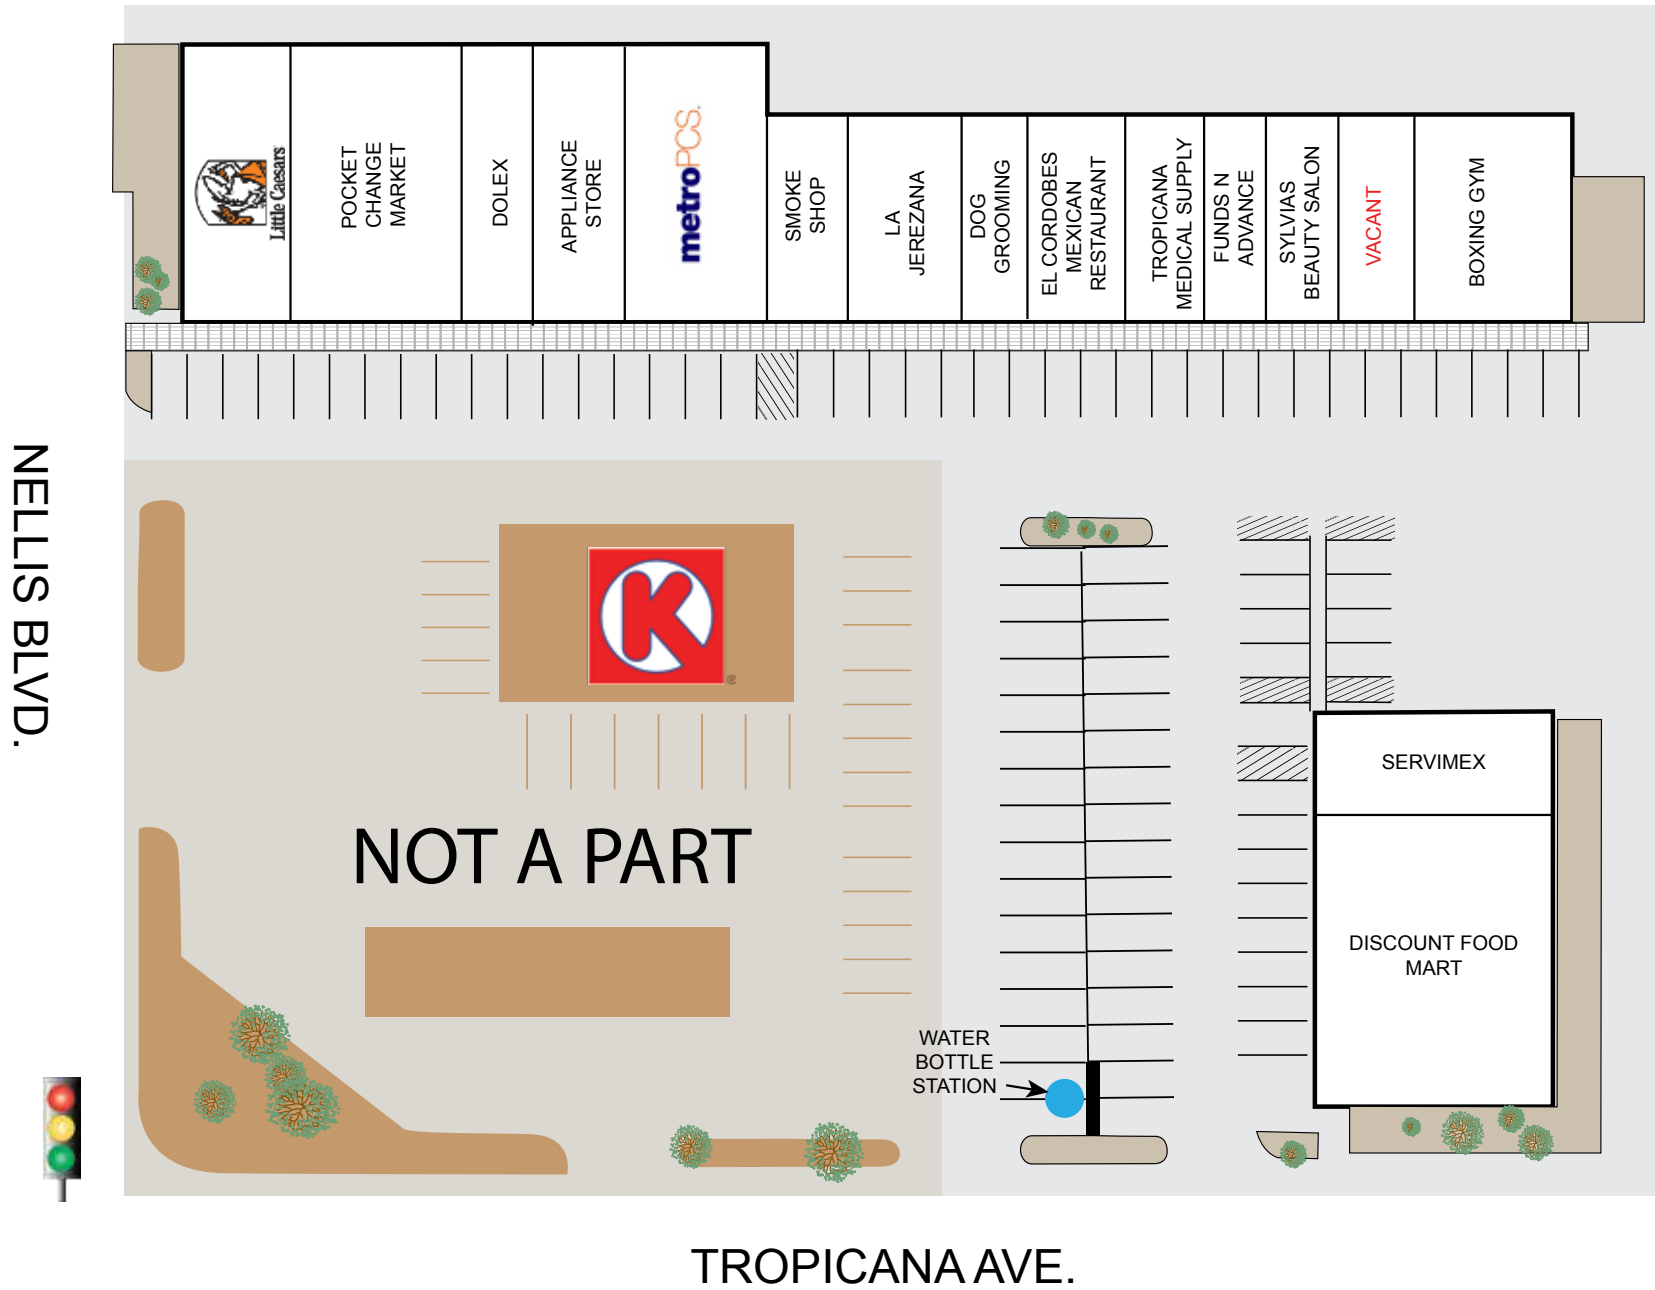 Little Caesars
POCKET
CHANGE
MARKET
DOLEX
APPLIANCE
STORE
metroPCS.
SMOKE
SHOP
LA
JEREZANA
DOG
GROOMING
EL CORDOBES
MEXICAN
RESTAURANT
TROPICANA
MEDICAL SUPPLY
FUNDS N
ADVANCE
SYLVIAS
BEAUTY SALON
VACANT
BOXING GYM
NELLIS BLVD.
K
®
NOT A PART
SERVIMEX
DISCOUNT FOOD
MART
WATER
BOTTLE
STATION
TROPICANA AVE.